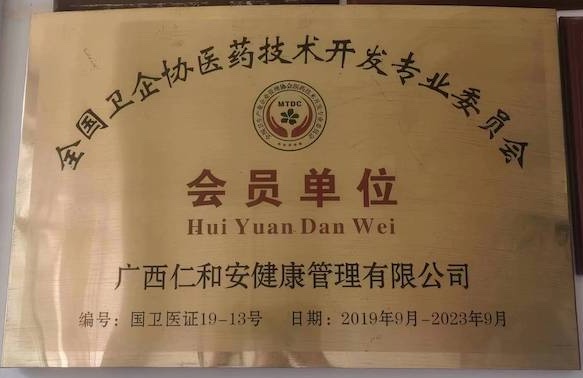 全国卫企协医药技术开发专业委员会
MTDC
会员单位
Hui Yuan Dan Wei
广西仁和安健康管理有限公司
编号：国卫医证19-13号 日期：2019年9月-2023年9月